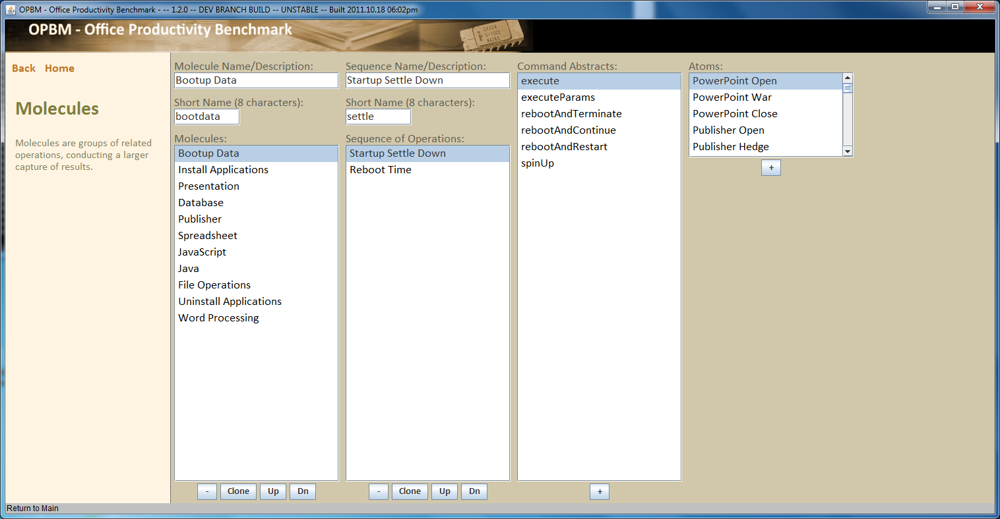 OPBM - Office Productivity Benchmark - -- 1.2.0 -- DEV BRANCH BUILD -- UNSTABLE -- Built 2011.10.18 06:02pm
OPBM - Office Productivity Benchmark
Back Home
Molecules
Molecules are groups of related
operations, conducting a larger
capture of results.
Molecule Name/Description:
Bootup Data
Short Name (8 characters):
bootdata
Molecules:
Bootup Data
Install Applications
Presentation
Database
Publisher
Spreadsheet
JavaScript
Java
File Operations
Uninstall Applications
Word Processing
- Clone Up Dn
Sequence Name/Description:
Startup Settle Down
Short Name (8 characters):
settle
Sequence of Operations:
Startup Settle Down
Reboot Time
- Clone Up Dn
Command Abstracts:
execute
executeParams
rebootAndTerminate
rebootAndContinue
rebootAndRestart
spinUp
+
Atoms:
PowerPoint Open
PowerPoint War
PowerPoint Close
Publisher Open
Publisher Hedge
+
Return to Main